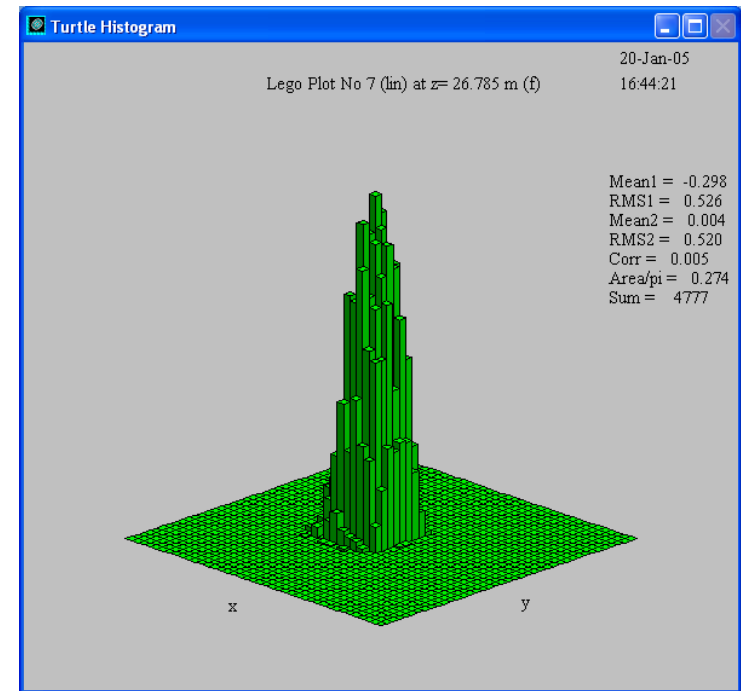 Turtle Histogram
20-Jan-05
Lego Plot No 7 (lin) at z= 26.785 m (f)
16:44:21
Mean1 = -0.298
RMS1 = 0.526
Mean2 = 0.004
RMS2 = 0.520
Corr = 0.005
Area/pi = 0.274
Sum = 4777
x
y